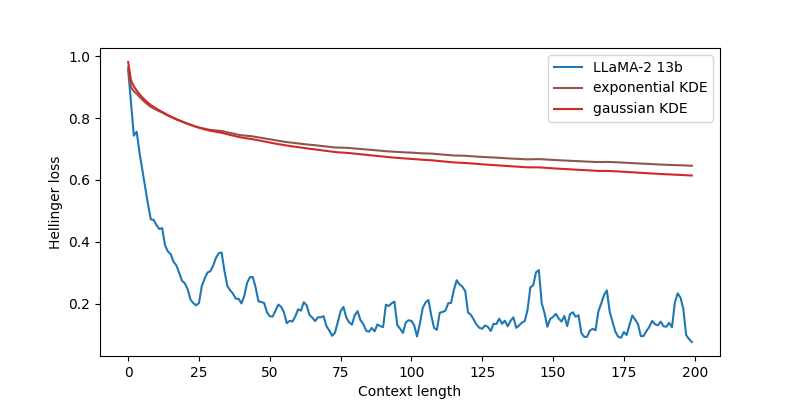 1.0
0.8
0.6
0.4
0.2
Hellinger loss
LLaMA-2 13b
exponential KDE
gaussian KDE
0 25 50 75 100 125 150 175 200
Context length